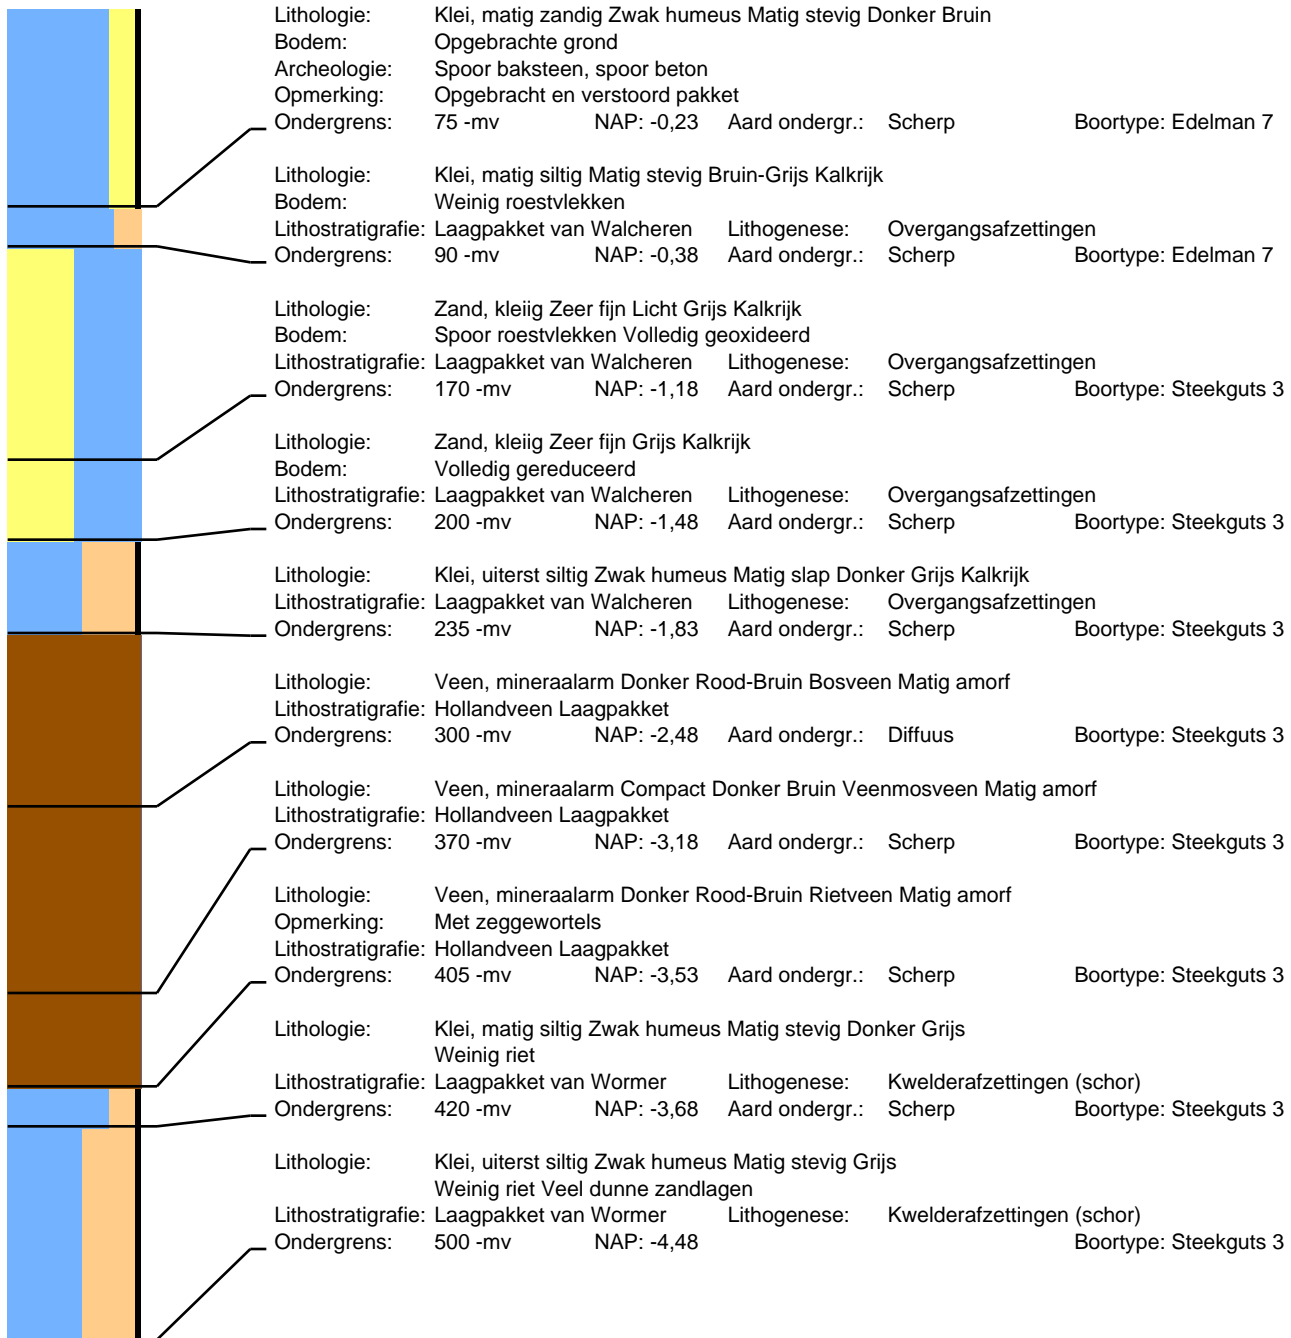 Lithologie: Klei, matig zandig Zwak humeus Matig stevig Donker Bruin
Bodem: Opgebrachte grond
Archeologie: Spoor baksteen, spoor beton
Opmerking: Opgebracht en verstoord pakket
Ondergrens: 75 -mv NAP: -0,23 Aard ondergr.: Scherp Boortype: Edelman 7
Lithologie: Klei, matig siltig Matig stevig Bruin-Grijs Kalkrijk
Bodem: Weinig roestvlekken
Lithostratigrafie: Laagpakket van Walcheren Lithogenese: Overgangsafzettingen
Ondergrens: 90 -mv NAP: -0,38 Aard ondergr.: Scherp Boortype: Edelman 7
Lithologie: Zand, kleiig Zeer fijn Licht Grijs Kalkrijk
Bodem: Spoor roestvlekken Volledig geoxideerd
Lithostratigrafie: Laagpakket van Walcheren Lithogenese: Overgangsafzettingen
Ondergrens: 170 -mv NAP: -1,18 Aard ondergr.: Scherp Boortype: Steekguts 3
Lithologie: Zand, kleiig Zeer fijn Grijs Kalkrijk
Bodem: Volledig gereduceerd
Lithostratigrafie: Laagpakket van Walcheren Lithogenese: Overgangsafzettingen
Ondergrens: 200 -mv NAP: -1,48 Aard ondergr.: Scherp Boortype: Steekguts 3
Lithologie: Klei, uiterst siltig Zwak humeus Matig slap Donker Grijs Kalkrijk
Lithostratigrafie: Laagpakket van Walcheren Lithogenese: Overgangsafzettingen
Ondergrens: 235 -mv NAP: -1,83 Aard ondergr.: Scherp Boortype: Steekguts 3
Lithologie: Veen, mineraalarm Donker Rood-Bruin Bosveen Matig amorf
Lithostratigrafie: Hollandveen Laagpakket
Ondergrens: 300 -mv NAP: -2,48 Aard ondergr.: Diffuus Boortype: Steekguts 3
Lithologie: Veen, mineraalarm Compact Donker Bruin Veenmosveen Matig amorf
Lithostratigrafie: Hollandveen Laagpakket
Ondergrens: 370 -mv NAP: -3,18 Aard ondergr.: Scherp Boortype: Steekguts 3
Lithologie: Veen, mineraalarm Donker Rood-Bruin Rietveen Matig amorf
Opmerking: Met zeggewortels
Lithostratigrafie: Hollandveen Laagpakket
Ondergrens: 405 -mv NAP: -3,53 Aard ondergr.: Scherp Boortype: Steekguts 3
Lithologie: Klei, matig siltig Zwak humeus Matig stevig Donker Grijs
Weinig riet
Lithostratigrafie: Laagpakket van Wormer Lithogenese: Kwelderafzettingen (schor)
Ondergrens: 420 -mv NAP: -3,68 Aard ondergr.: Scherp Boortype: Steekguts 3
Lithologie: Klei, uiterst siltig Zwak humeus Matig stevig Grijs
Weinig riet Veel dunne zandlagen
Lithostratigrafie: Laagpakket van Wormer Lithogenese: Kwelderafzettingen (schor)
Ondergrens: 500 -mv NAP: -4,48 Boortype: Steekguts 3